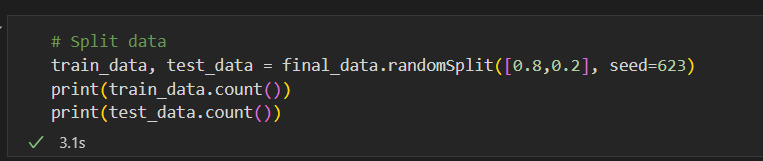 # Split data
train_data, test_data = final_data.randomSplit([0.8,0.2], seed=623)
print(train_data.count())
print(test_data.count())
3.1s